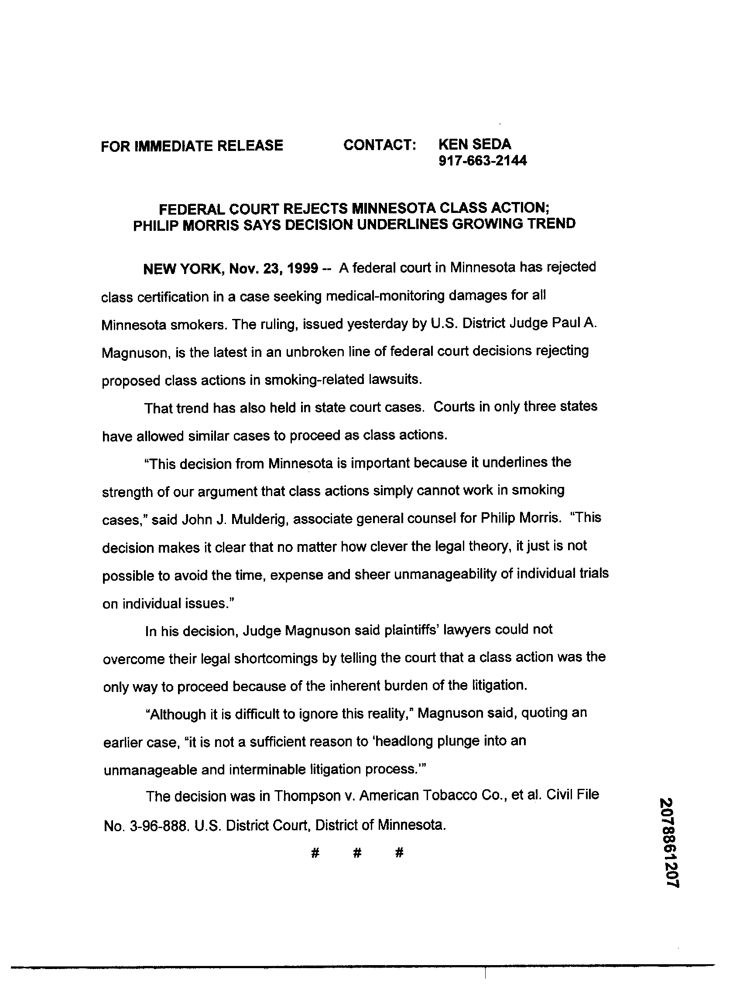 FOR IMMEDIATE RELEASE CONTACT: KEN SEDA
917-663-2144
FEDERAL COURT REJECTS MINNESOTA CLASS ACTION;
PHILIP MORRIS SAYS DECISION UNDERLINES GROWING TREND
NEW YORK, Nov. 23, 1999 -- A federal court in Minnesota has rejected
class certification in a case seeking medical-monitoring damages for all
Minnesota smokers. The ruling, issued yesterday by U.S. District Judge Paul A.
Magnuson, is the latest in an unbroken line of federal court decisions rejecting
proposed class actions in smoking-related lawsuits.
That trend has also held in state court cases. Courts in only three states
have allowed similar cases to proceed as class actions.
"This decision from Minnesota is important because it underlines the
strength of our argument that class actions simply cannot work in smoking
cases," said John J. Mulderig, associate general counsel for Philip Morris. "This
decision makes it clear that no matter how clever the legal theory, it just is not
possible to avoid the time, expense and sheer unmanageability of individual trials
on individual issues."
In his decision, Judge Magnuson said plaintiffs' lawyers could not
overcome their legal shortcomings by telling the court that a class action was the
only way to proceed because of the inherent burden of the litigation.
"Although it is difficult to ignore this reality," Magnuson said, quoting an
earlier case, "it is not a sufficient reason to 'headlong plunge into an
unmanageable and interminable litigation process.'"
The decision was in Thompson v. American Tobacco Co., et al. Civil File
No. 3-96-888. U.S. District Court, District of Minnesota.
# # #
2078861207